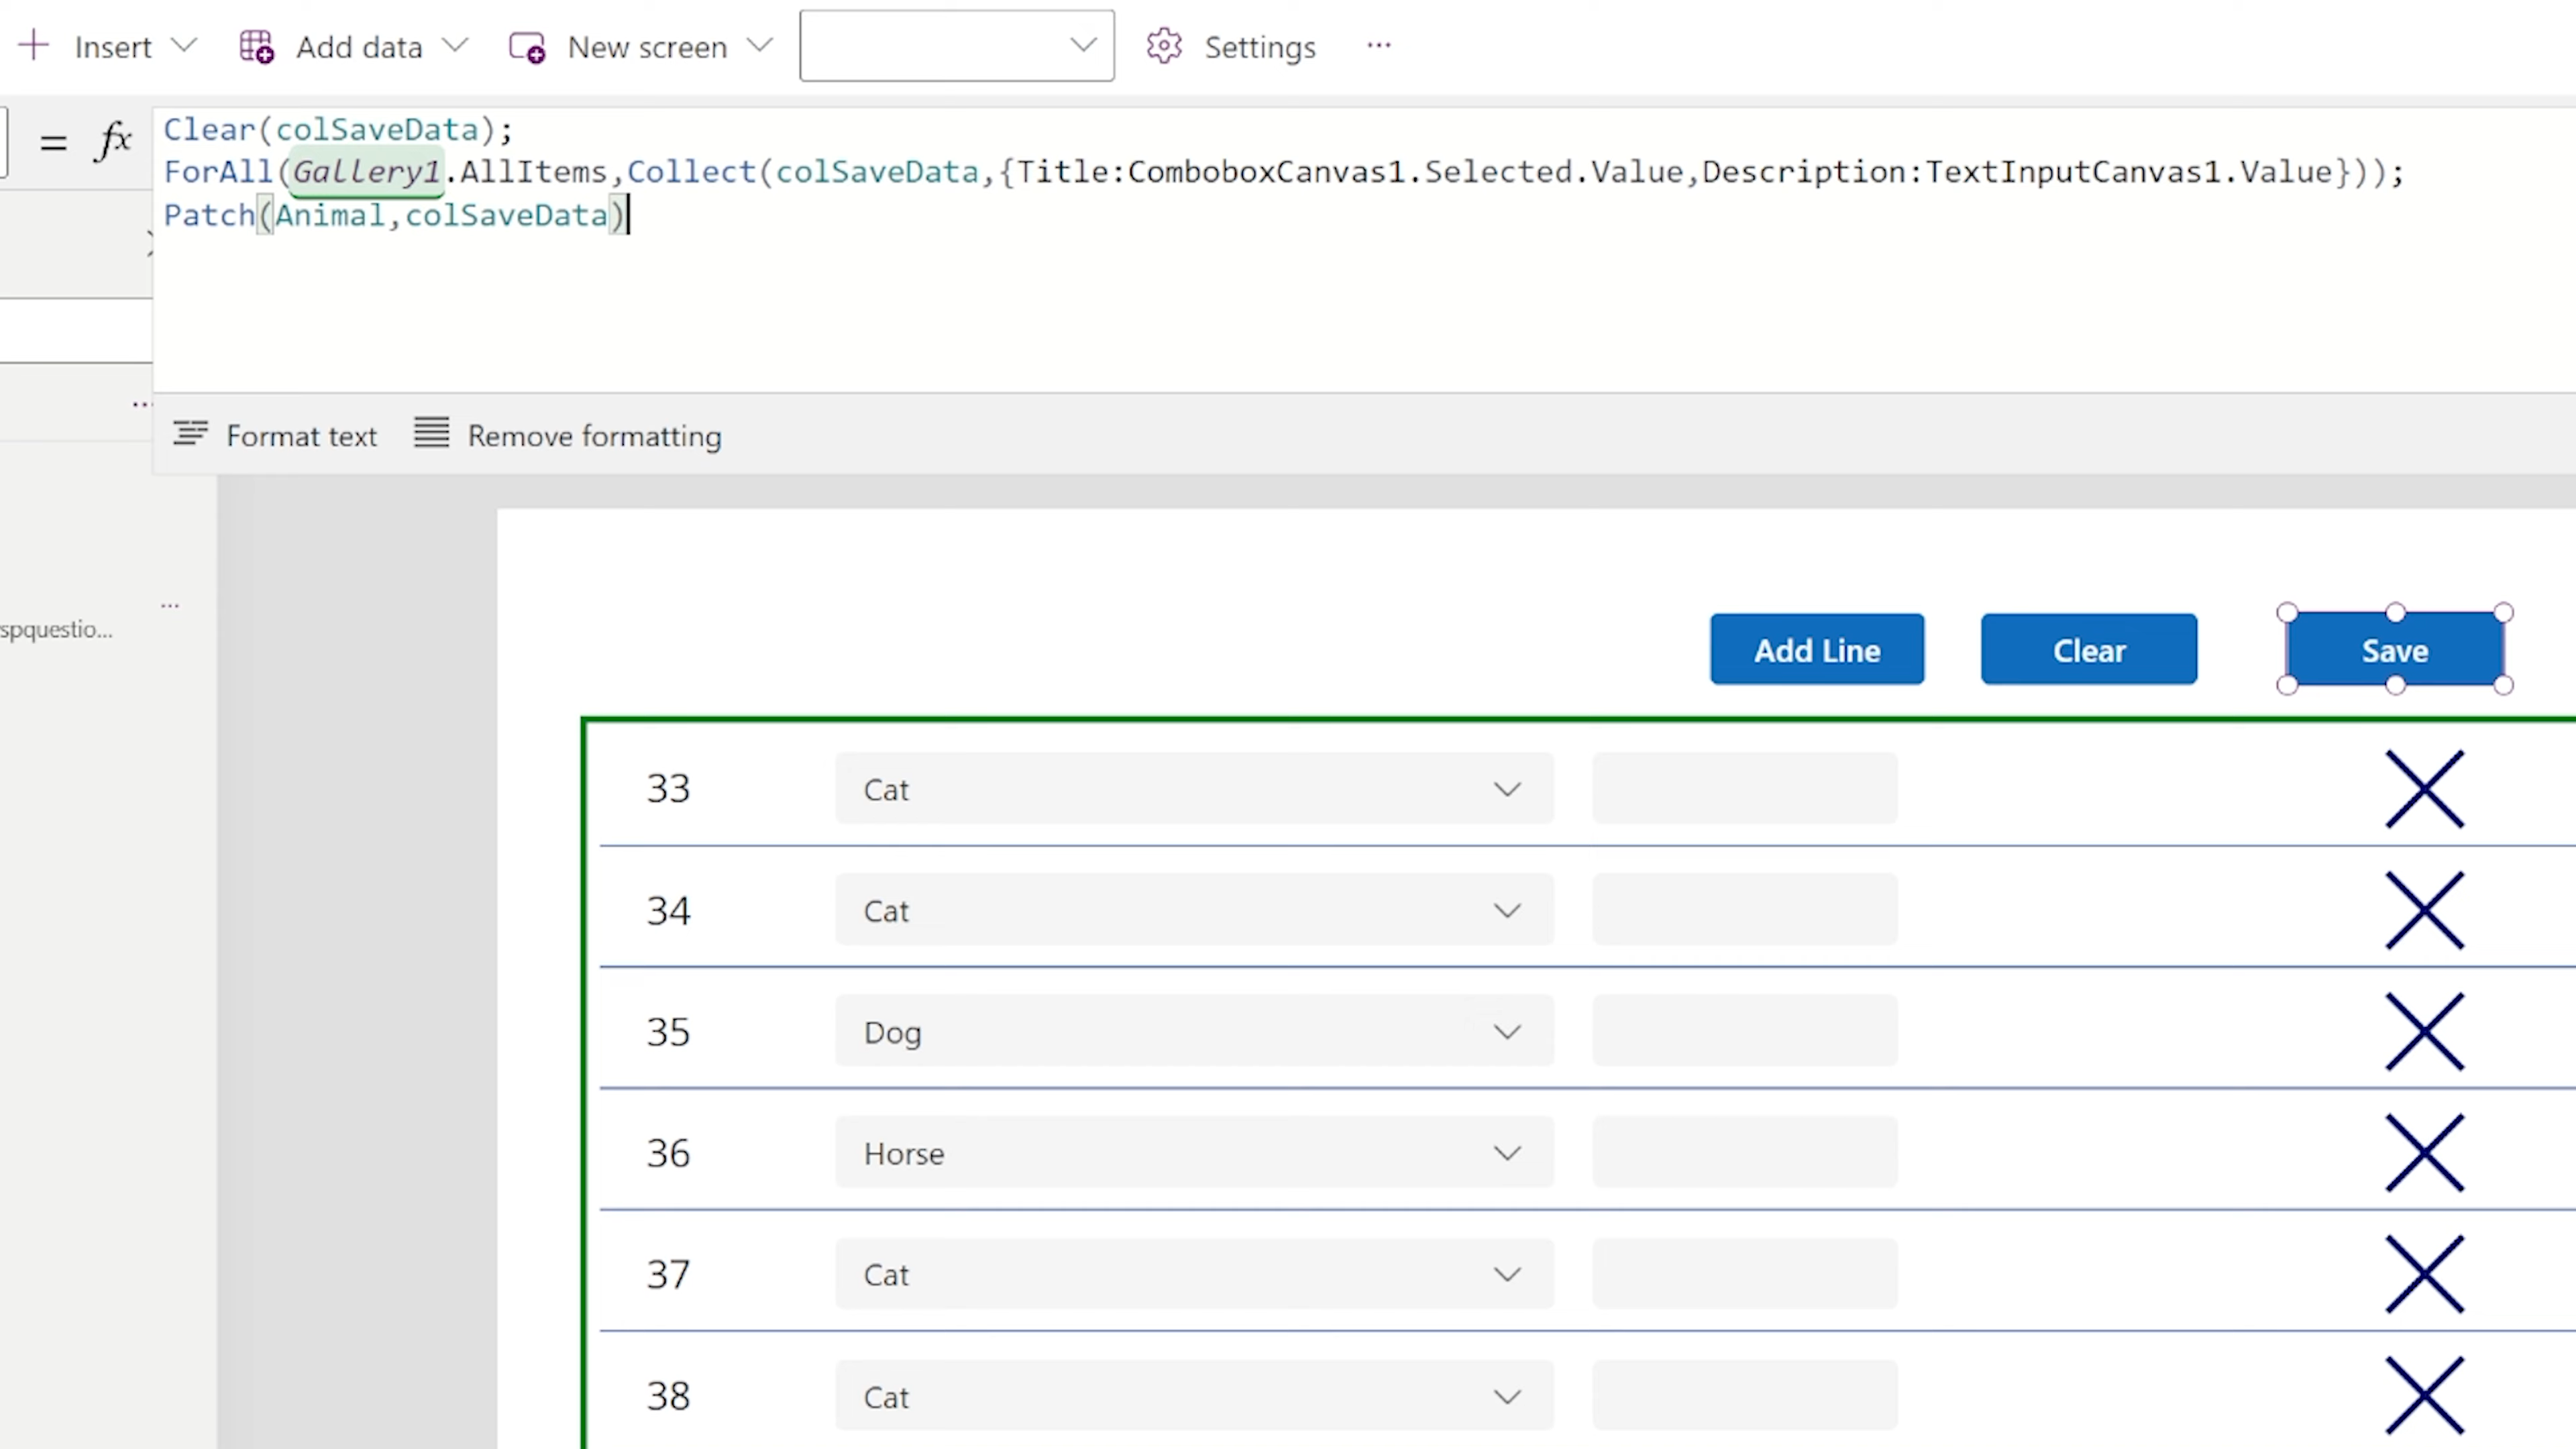 Insert Add data New screen Settings ...
= fx Clear(colSaveData);
ForAll(Gallery1.AllItems,Collect(colSaveData,{Title:ComboboxCanvas1.Selected.Value,Description:TextInputCanvas1.Value}));
Patch(Animal,colSaveData)
...
Format text Remove formatting
...
spquestio...
Add Line Clear Save
33 Cat
34 Cat
35 Dog
36 Horse
37 Cat
38 Cat